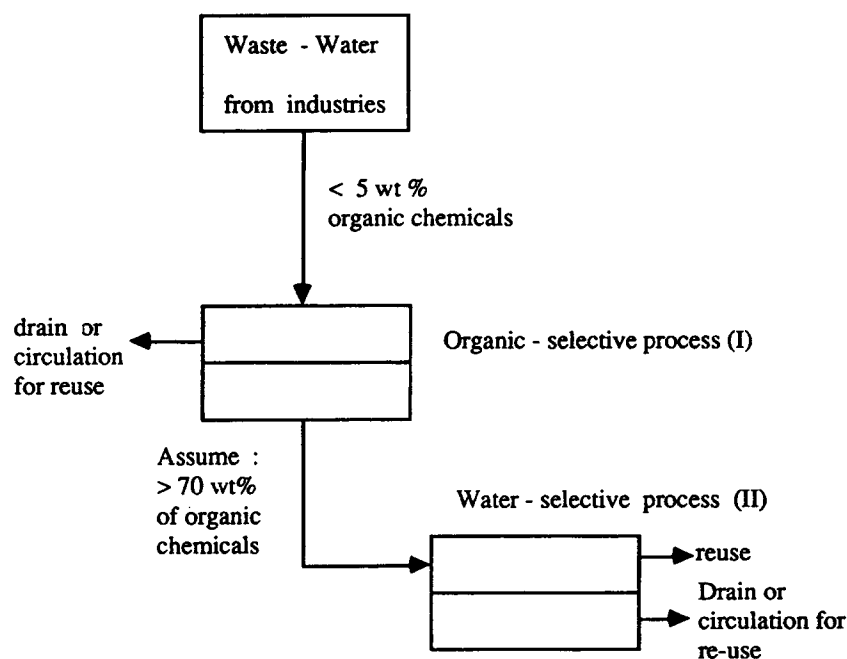 Waste - Water
from industries
< 5 wt %
organic chemicals
drain or
circulation
for reuse
Organic - selective process (I)
Assume :
> 70 wt%
of organic
chemicals
Water - selective process (II)
reuse
Drain or
circulation for
re-use